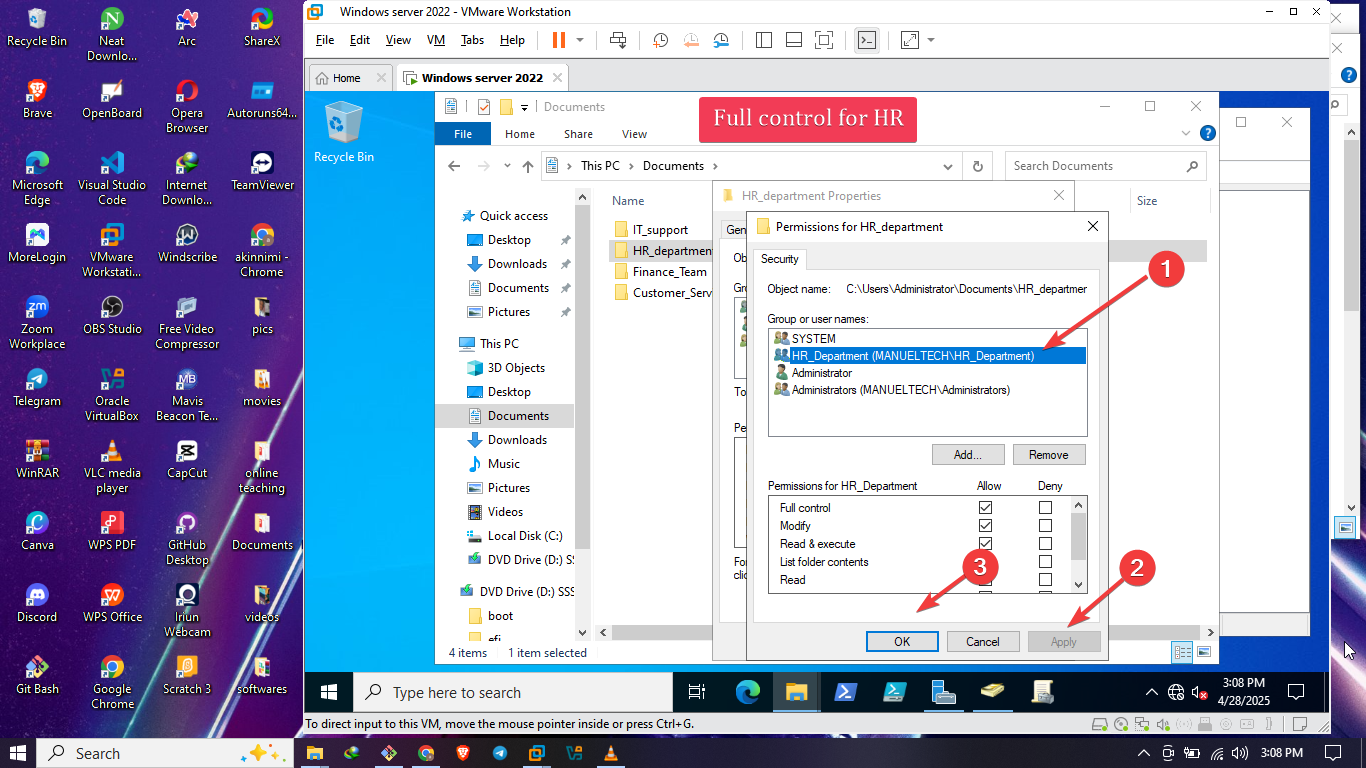 Recycle Bin
Neat Downlo...
Arc
ShareX
Brave
OpenBoard
Opera Browser
Autoruns64...
Microsoft Edge
Visual Studio Code
Internet Downlo...
TeamViewer
MoreLogin
VMware Workstati...
Windscribe
akinnimi - Chrome
Zoom Workplace
OBS Studio
Free Video Compressor
pics
Telegram
Oracle VirtualBox
Mavis Beacon Te...
movies
WinRAR
VLC media player
CapCut
online teaching
Canva
WPS PDF
GitHub Desktop
Documents
Discord
WPS Office
Iriun Webcam
videos
Git Bash
Google Chrome
Scratch 3
softwares
Windows server 2022 - VMware Workstation
File Edit View VM Tabs Help
Home
Windows server 2022
Recycle Bin
Documents
Full control for HR
File Home Share View
This PC > Documents >
Search Documents
Quick access
Desktop
Downloads
Documents
Pictures
This PC
3D Objects
Desktop
Documents
Downloads
Music
Pictures
Videos
Local Disk (C:)
DVD Drive (D:) SSS
DVD Drive (D:) SSS
boot
efi
Name
Size
IT_support
HR_department
Finance_Team
Customer_Serv
4 items 1 item selected
HR_department Properties
Gen
Ob
Gr
To
Pe
For
clic
Permissions for HR_department
Security
Object name: C:\Users\Administrator\Documents\HR_departmer
Group or user names:
SYSTEM
HR_Department (MANUELTECH\HR_Department)
Administrator
Administrators (MANUELTECH\Administrators)
Add... Remove
Permissions for HR_Department Allow Deny
Full control
Modify
Read & execute
List folder contents
Read
OK Cancel Apply
1
2
3
Type here to search
3:08 PM
4/28/2025
To direct input to this VM, move the mouse pointer inside or press Ctrl+G.
Search
3:08 PM